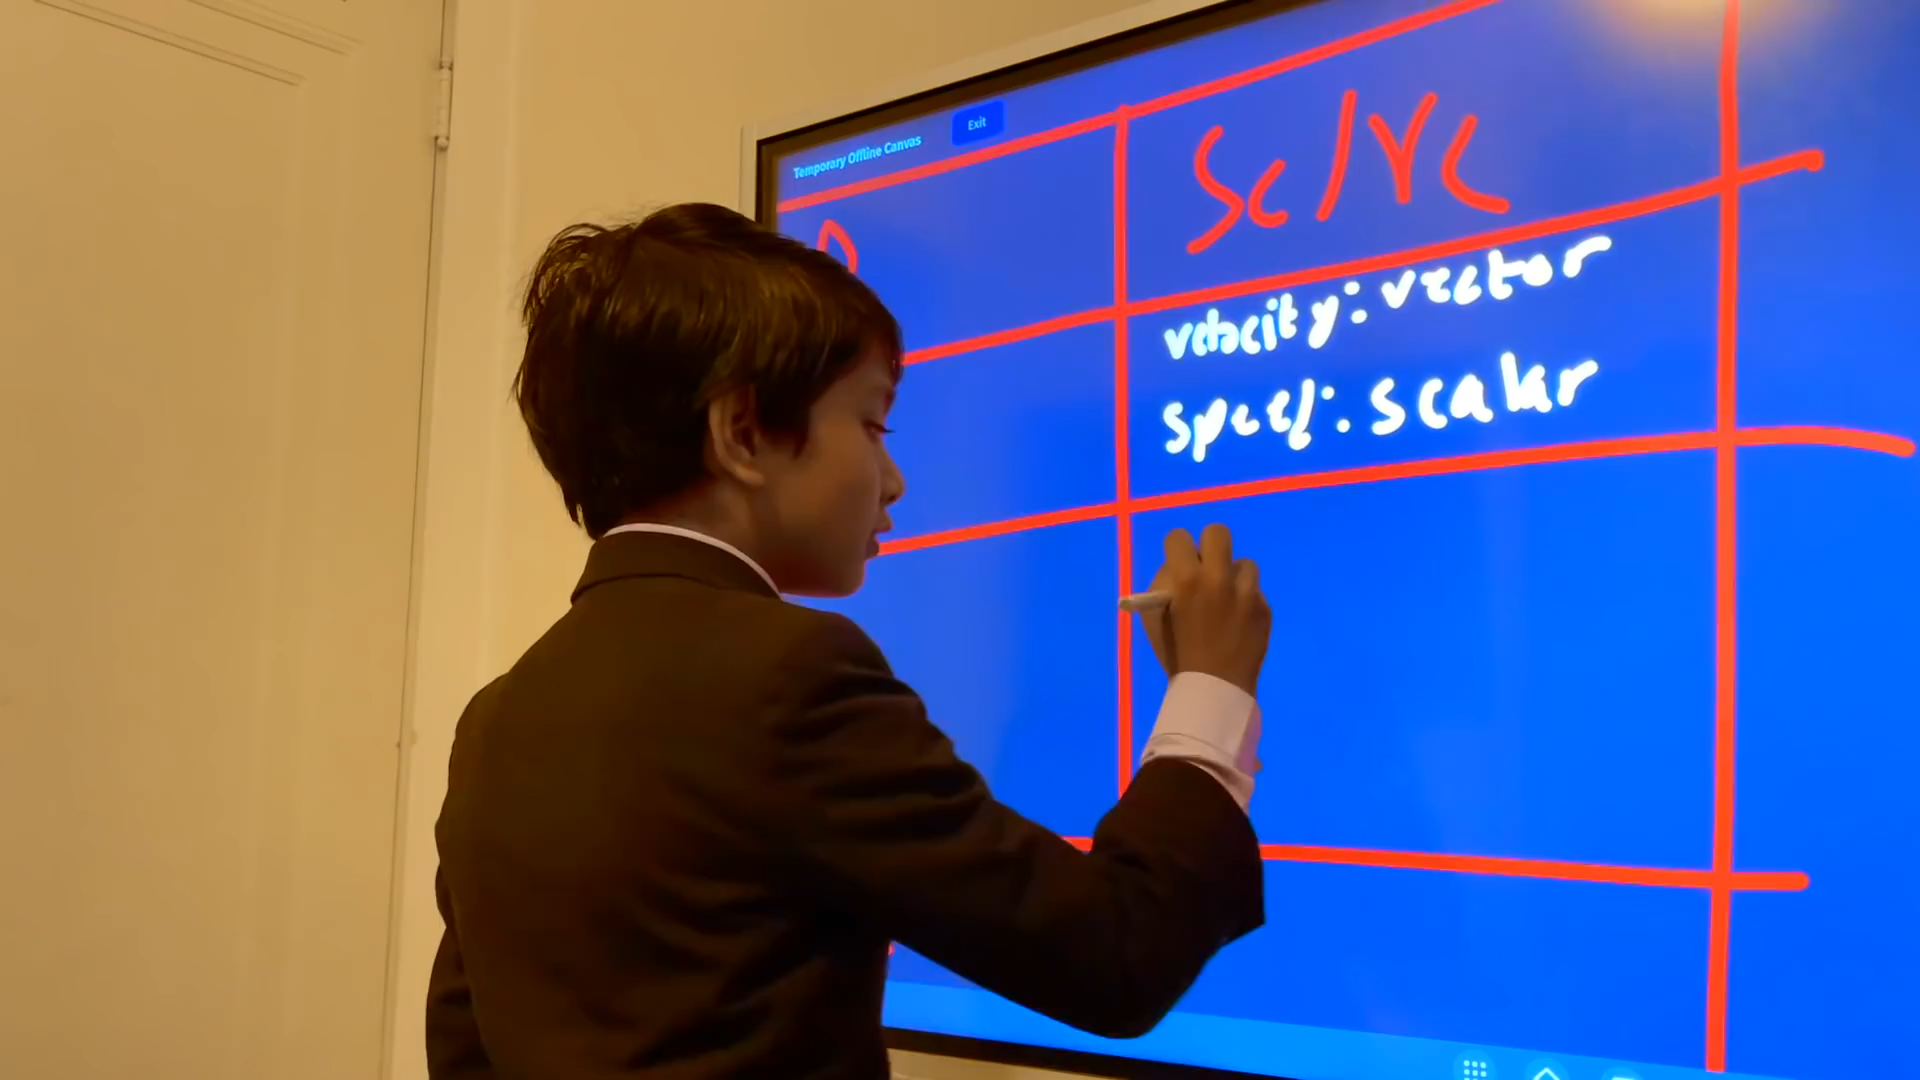 Temporary Offline Canvas
Exit
Sc/Vc
velocity: vector
speed: scalar